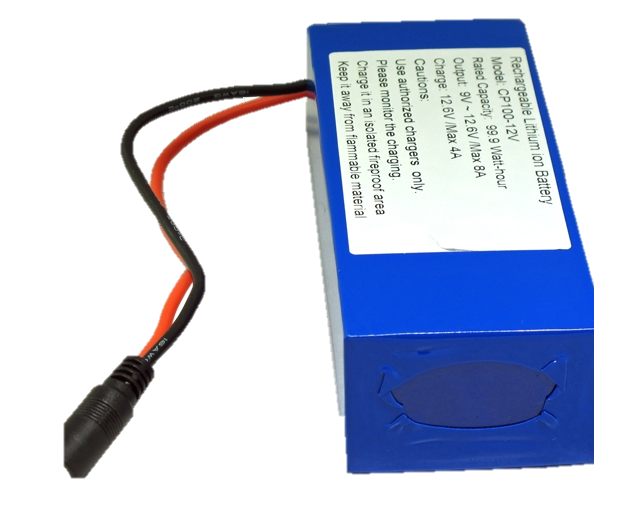 Rechargeable Lithium ion Battery
Model: CP100-12V
Rated Capacity: 99.9 Watt-hour
Output: 9V ~ 12.6V /Max 8A
Charge: 12.6V /Max 4A
Cautions:
Use authorized chargers only.
Please monitor the charging.
Charge it in an isolated fireproof area
Keep it away from flammable material
18AWG
200°C